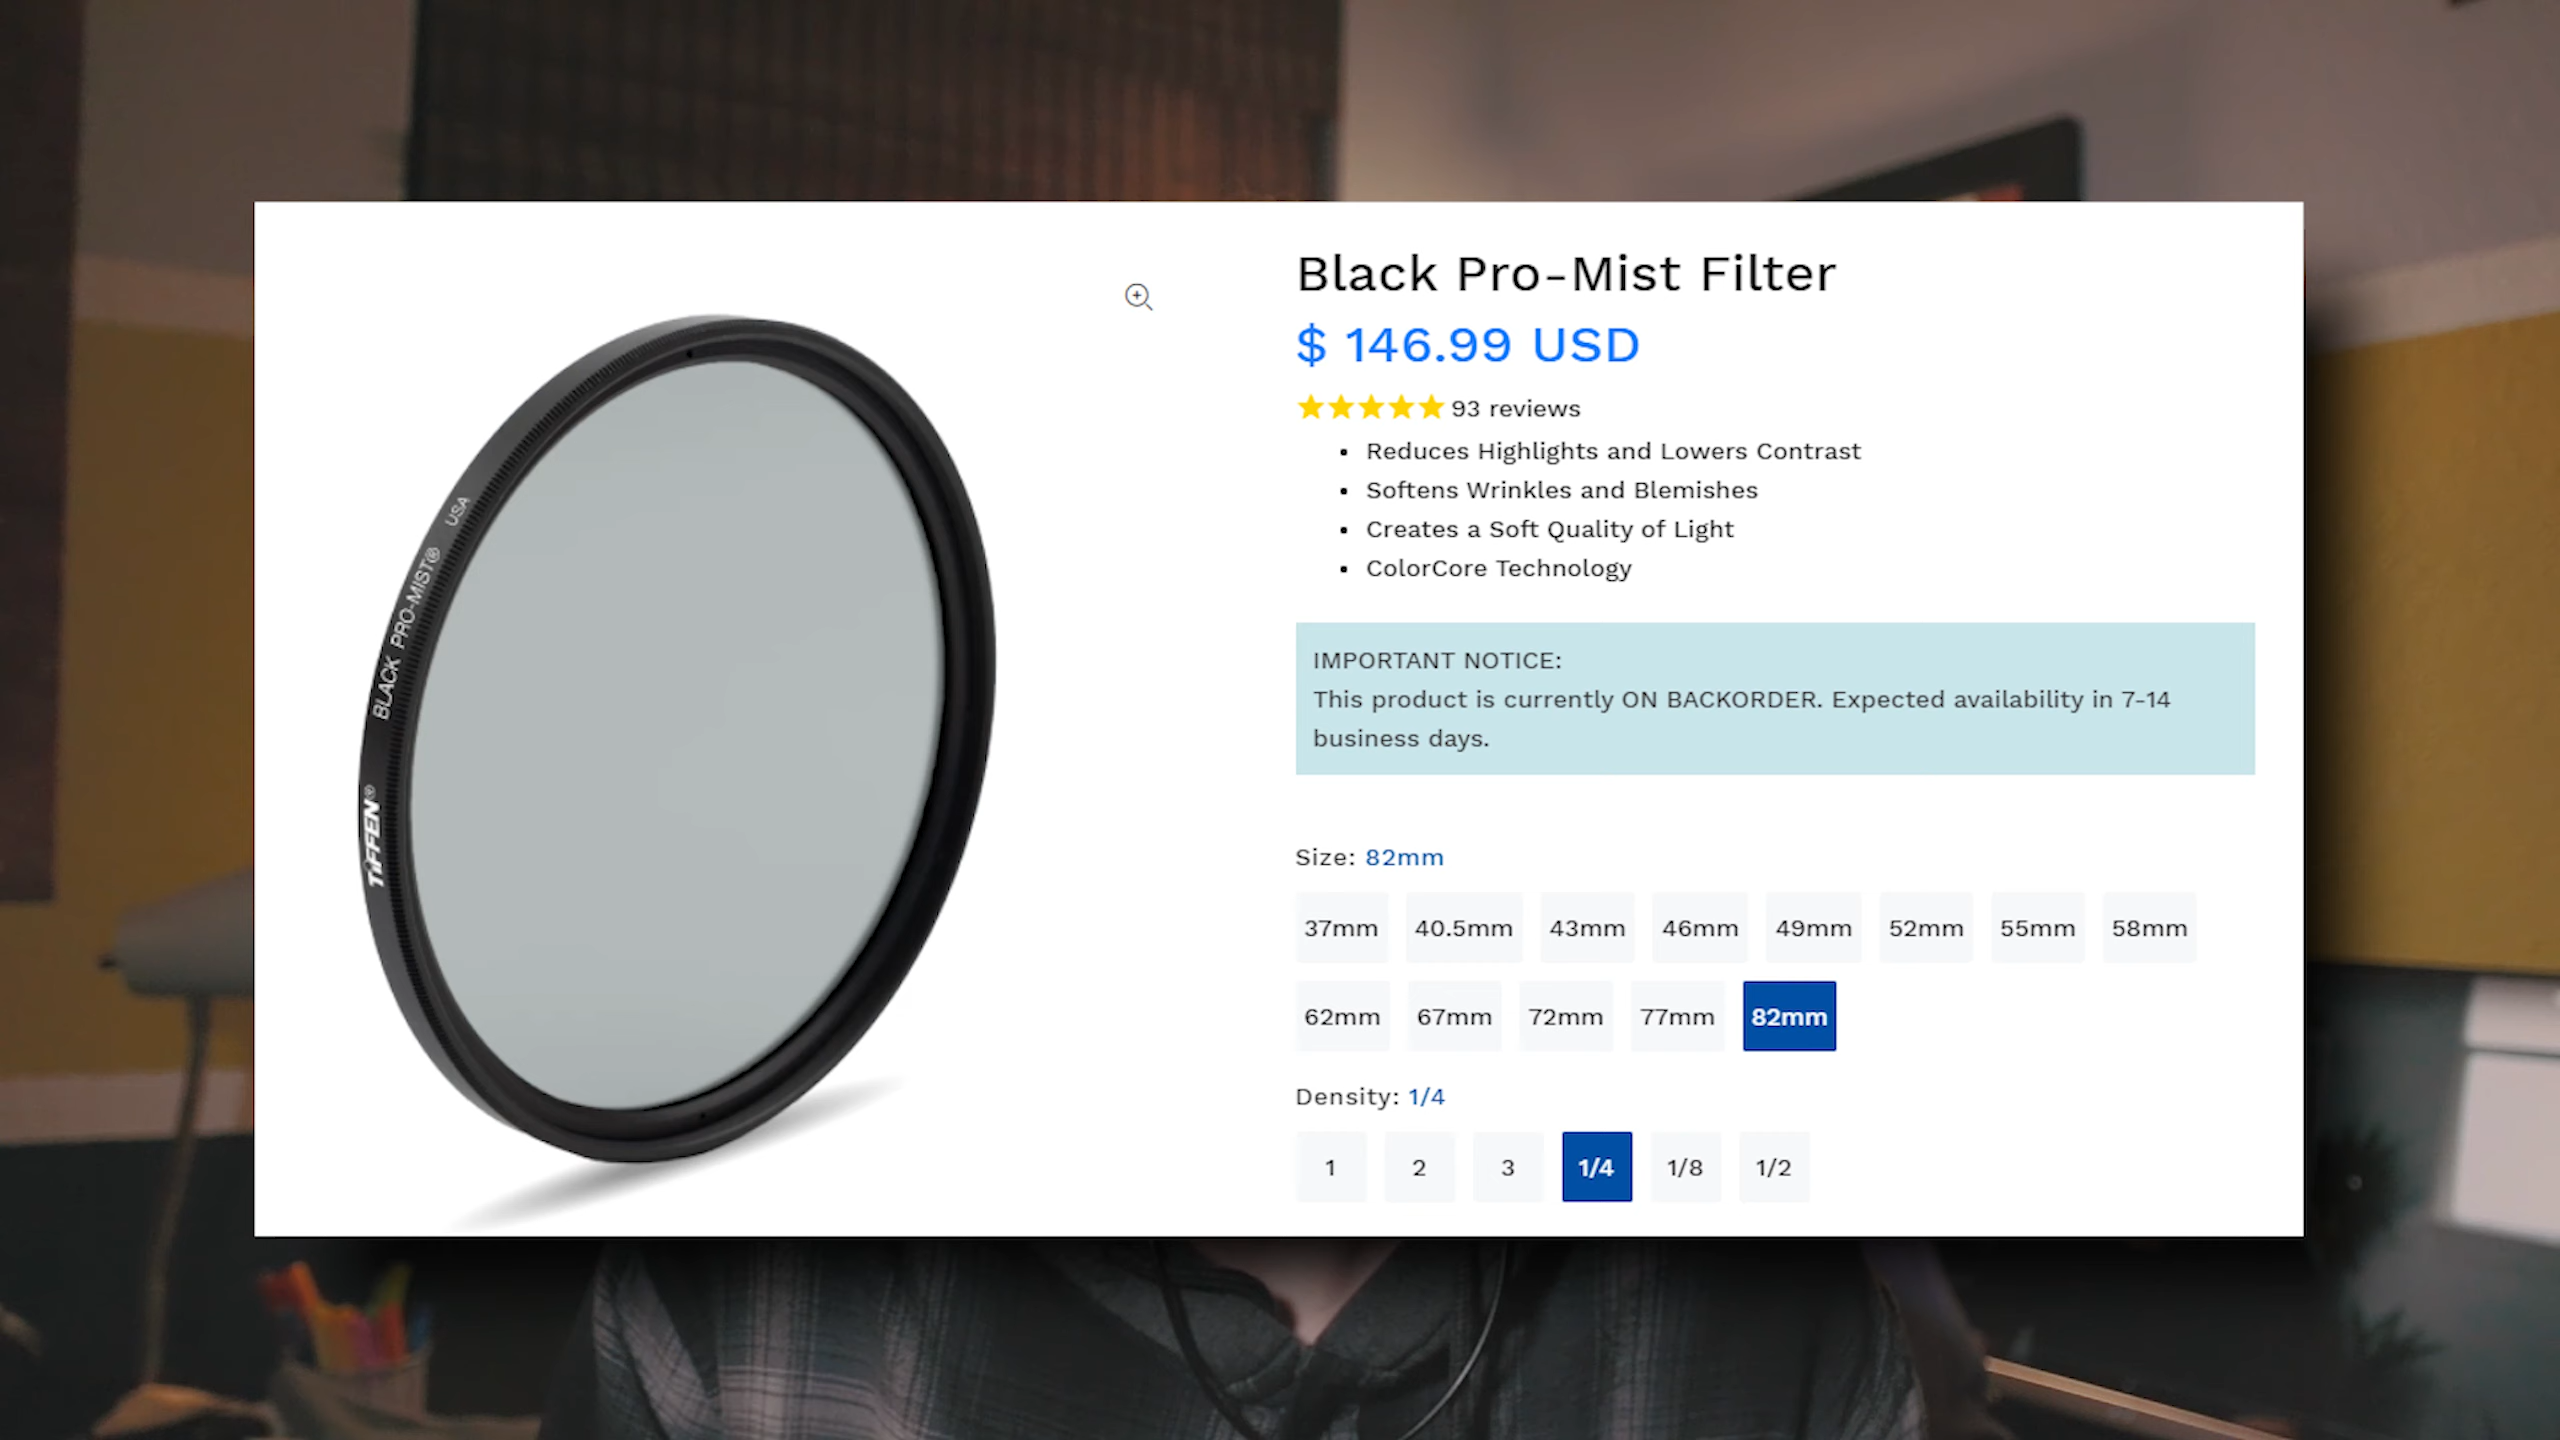 Black Pro-Mist Filter
$ 146.99 USD
93 reviews
Reduces Highlights and Lowers Contrast
Softens Wrinkles and Blemishes
Creates a Soft Quality of Light
ColorCore Technology
IMPORTANT NOTICE:
This product is currently ON BACKORDER. Expected availability in 7-14
business days.
Size: 82mm
37mm 40.5mm 43mm 46mm 49mm 52mm 55mm 58mm
62mm 67mm 72mm 77mm 82mm
Density: 1/4
1 2 3 1/4 1/8 1/2
TIFFEN® BLACK PRO-MIST® USA